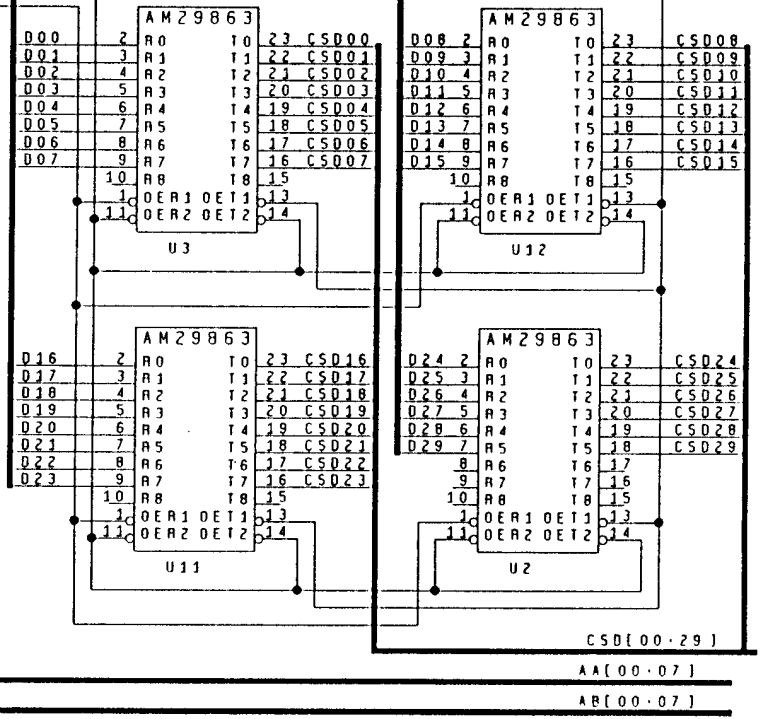 AM29863 AM29863
D00 2 R0 T0 23 CSD00 D08 2 R0 T0 23 CSD08
D01 3 R1 T1 22 CSD01 D09 3 R1 T1 22 CSD09
D02 4 R2 T2 21 CSD02 D10 4 R2 T2 21 CSD10
D03 5 R3 T3 20 CSD03 D11 5 R3 T3 20 CSD11
D04 6 R4 T4 19 CSD04 D12 6 R4 T4 19 CSD12
D05 7 R5 T5 18 CSD05 D13 7 R5 T5 18 CSD13
D06 8 R6 T6 17 CSD06 D14 8 R6 T6 17 CSD14
D07 9 R7 T7 16 CSD07 D15 9 R7 T7 16 CSD15
10 R8 T8 15 10 R8 T8 15
1 OER1 OET1 13 1 OER1 OET1 13
11 OER2 OET2 14 11 OER2 OET2 14
U3 U12
AM29863 AM29863
D16 2 R0 T0 23 CSD16 D24 2 R0 T0 23 CSD24
D17 3 R1 T1 22 CSD17 D25 3 R1 T1 22 CSD25
D18 4 R2 T2 21 CSD18 D26 4 R2 T2 21 CSD26
D19 5 R3 T3 20 CSD19 D27 5 R3 T3 20 CSD27
D20 6 R4 T4 19 CSD20 D28 6 R4 T4 19 CSD28
D21 7 R5 T5 18 CSD21 D29 7 R5 T5 18 CSD29
D22 8 R6 T6 17 CSD22 8 R6 T6 17
D23 9 R7 T7 16 CSD23 9 R7 T7 16
10 R8 T8 15 10 R8 T8 15
1 OER1 OET1 13 1 OER1 OET1 13
11 OER2 OET2 14 11 OER2 OET2 14
U11 U2
CSD[00·29]
AA[00·07]
AB[00·07]